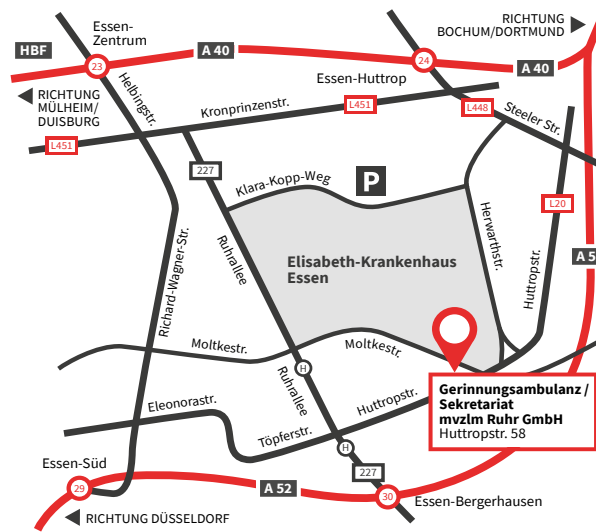 RICHTUNG
BOCHUM/DORTMUND
Essen-
Zentrum
HBF
A 40
23
24
A 40
RICHTUNG
MÜLHEIM/
DUISBURG
Helbingstr.
Essen-Huttrop
Kronprinzenstr.
L451
L448
Steeler Str.
L451
227
Klara-Kopp-Weg
P
L20
Herwarthstr.
Huttropstr.
Richard-Wagner-Str.
Ruhrallee
Elisabeth-Krankenhaus
Essen
A 5
Moltkestr.
Moltkestr.
H
Ruhrallee
Gerinnungsambulanz /
Sekretariat
mvzlm Ruhr GmbH
Huttropstr. 58
Eleonorastr.
Huttropstr.
Töpferstr.
H
227
Essen-Süd
29
A 52
30
Essen-Bergerhausen
RICHTUNG DÜSSELDORF